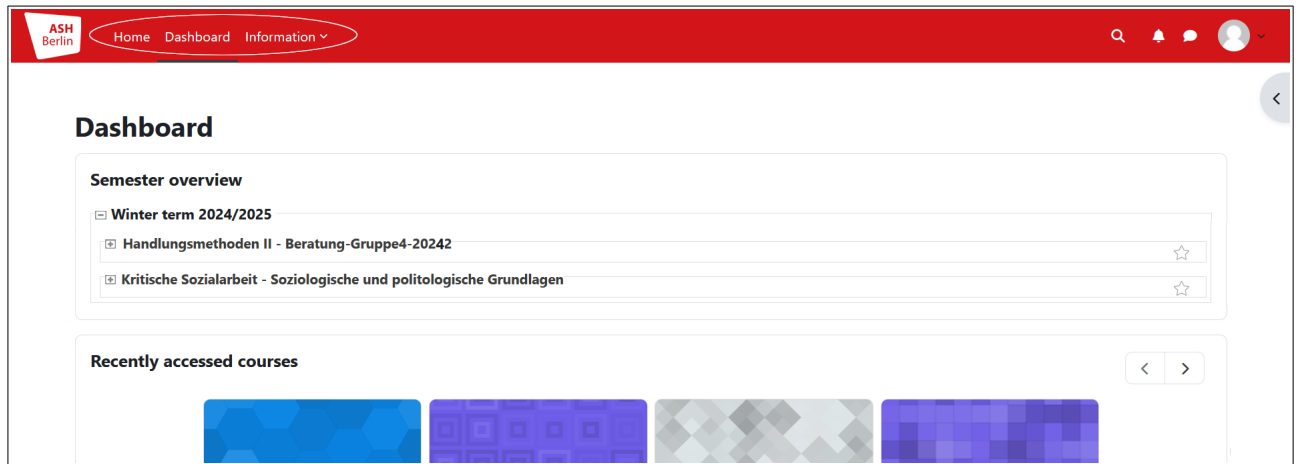 ASH
Berlin
Home Dashboard Information
Dashboard
Semester overview
Winter term 2024/2025
Handlungsmethoden II - Beratung-Gruppe4-20242
Kritische Sozialarbeit - Soziologische und politologische Grundlagen
Recently accessed courses